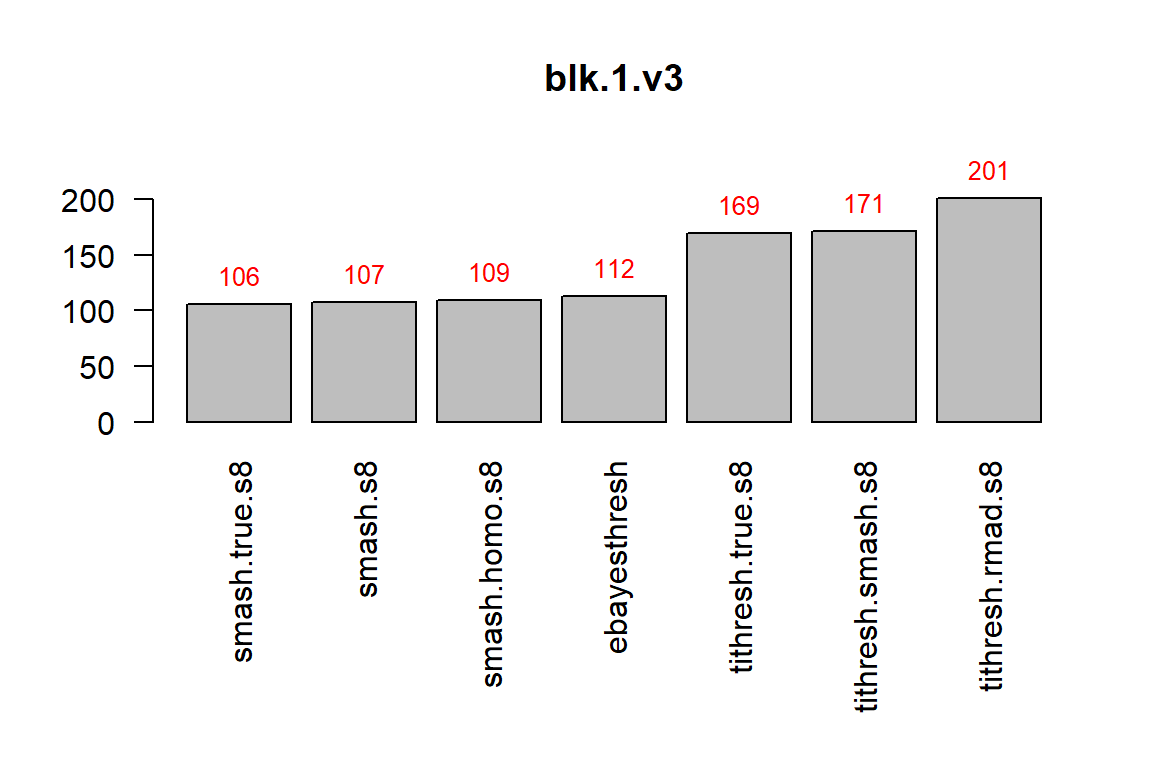 blk.1.v3
200
150
100
50
0
106
107
109
112
169
171
201
smash.true.s8
smash.s8
smash.homo.s8
ebayesthresh
tithresh.true.s8
tithresh.smash.s8
tithresh.rmad.s8